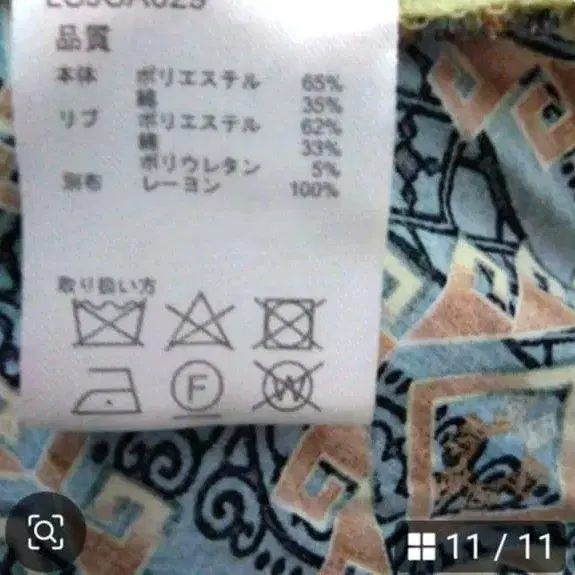 品質
本体 ポリエステル 65%
綿 35%
リブ ポリエステル 62%
綿 33%
ポリウレタン 5%
別布 レーヨン 100%
取り扱い方
F W
11 / 11